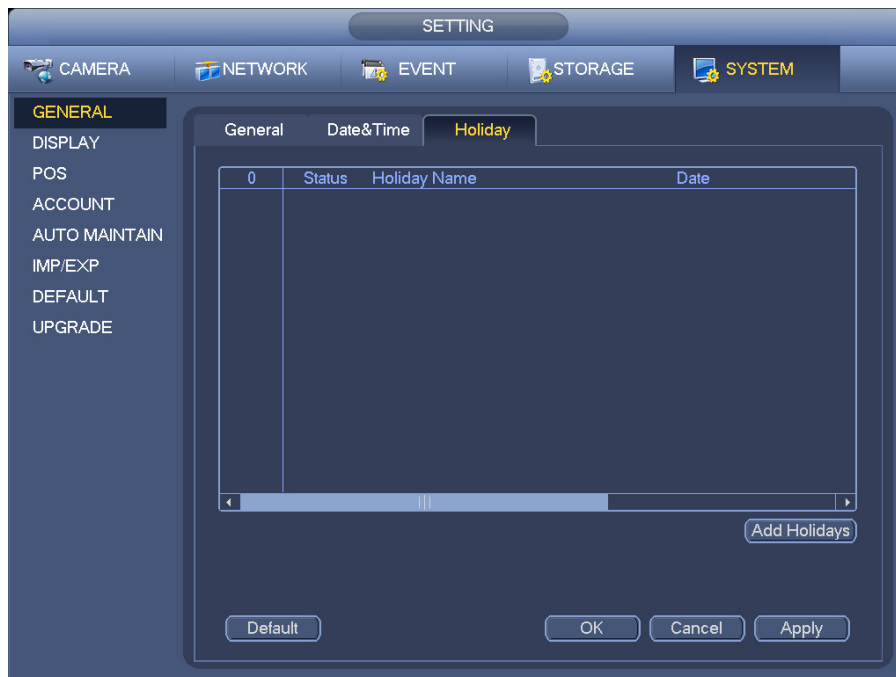 SETTING
CAMERA NETWORK EVENT STORAGE SYSTEM
GENERAL
DISPLAY
POS
ACCOUNT
AUTO MAINTAIN
IMP/EXP
DEFAULT
UPGRADE
General Date&Time Holiday
0 Status Holiday Name Date
Add Holidays
Default OK Cancel Apply